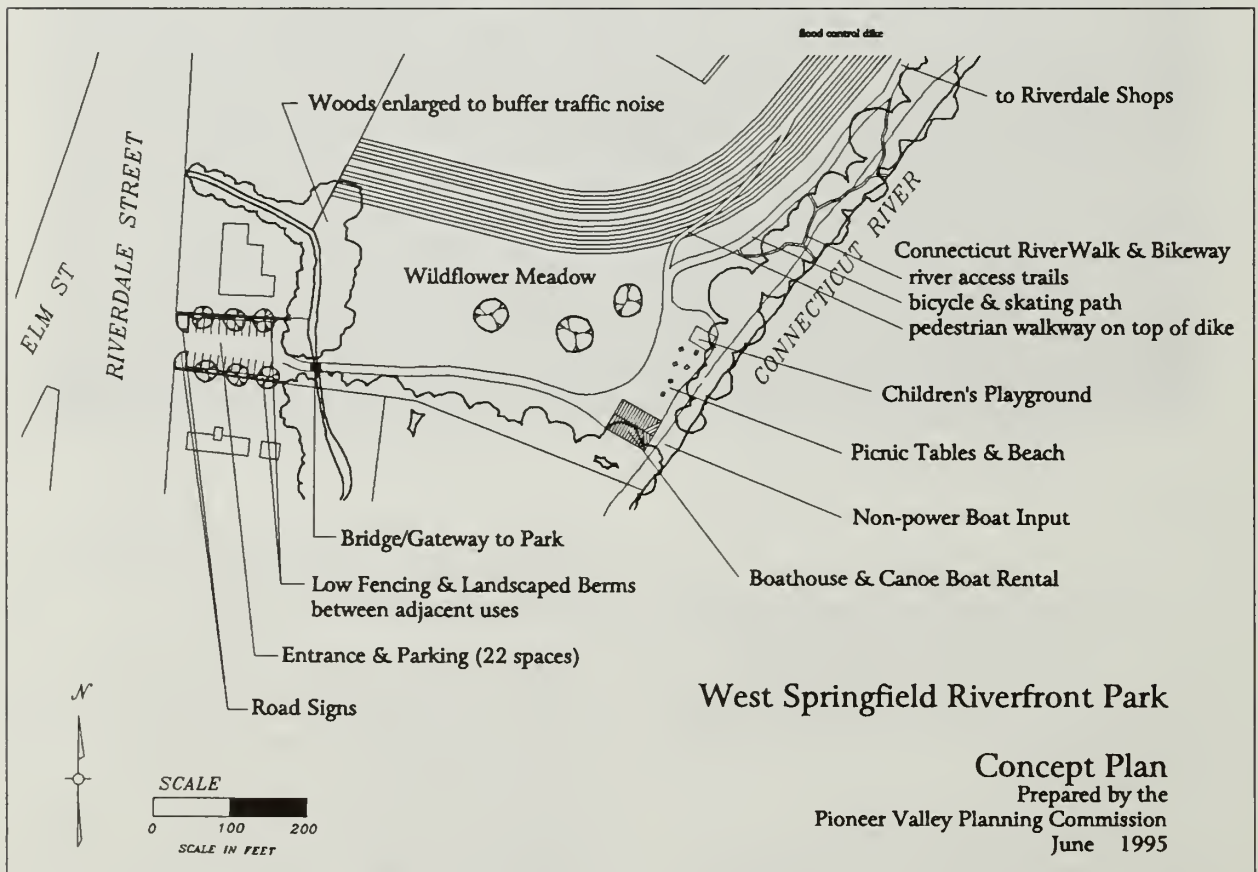 flood control dike
to Riverdale Shops
Woods enlarged to buffer traffic noise
ELM ST
RIVERDALE STREET
Wildflower Meadow
CONNECTICUT RIVER
Connecticut RiverWalk & Bikeway
river access trails
bicycle & skating path
pedestrian walkway on top of dike
Children's Playground
Picnic Tables & Beach
Non-power Boat Input
Boathouse & Canoe Boat Rental
Bridge/Gateway to Park
Low Fencing & Landscaped Berms
between adjacent uses
Entrance & Parking (22 spaces)
Road Signs
N
SCALE
0 100 200
SCALE IN FEET
West Springfield Riverfront Park
Concept Plan
Prepared by the
Pioneer Valley Planning Commission
June 1995